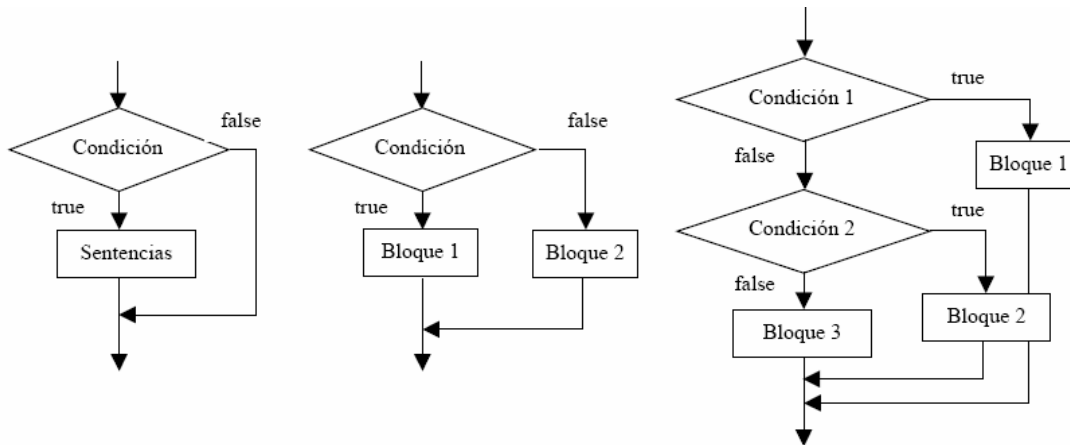 Condición
false
true
Sentencias
Condición
false
true
Bloque 1
Bloque 2
Condición 1
true
false
Bloque 1
Condición 2
true
false
Bloque 2
Bloque 3